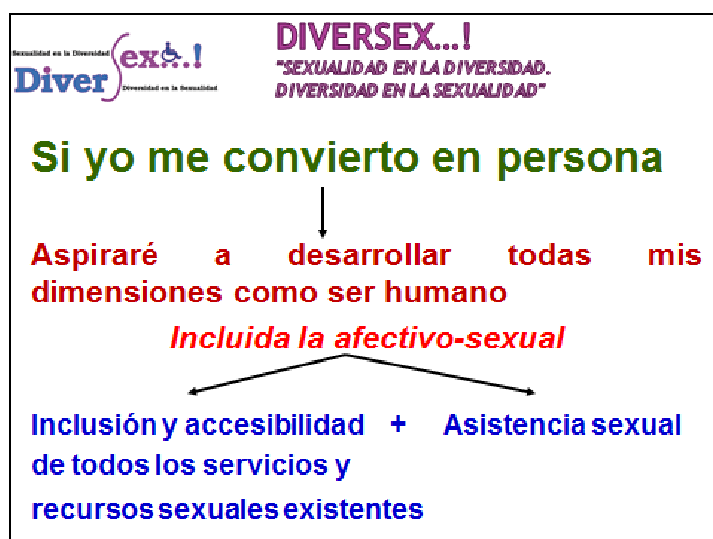 Sexualidad en la Diversidad
DiverSex..!
Diversidad en la Sexualidad
DIVERSEX...!
"SEXUALIDAD EN LA DIVERSIDAD.
DIVERSIDAD EN LA SEXUALIDAD"
Si yo me convierto en persona
Aspiraré a desarrollar todas mis
dimensiones como ser humano
Incluida la afectivo-sexual
Inclusión y accesibilidad + Asistencia sexual
de todos los servicios y
recursos sexuales existentes